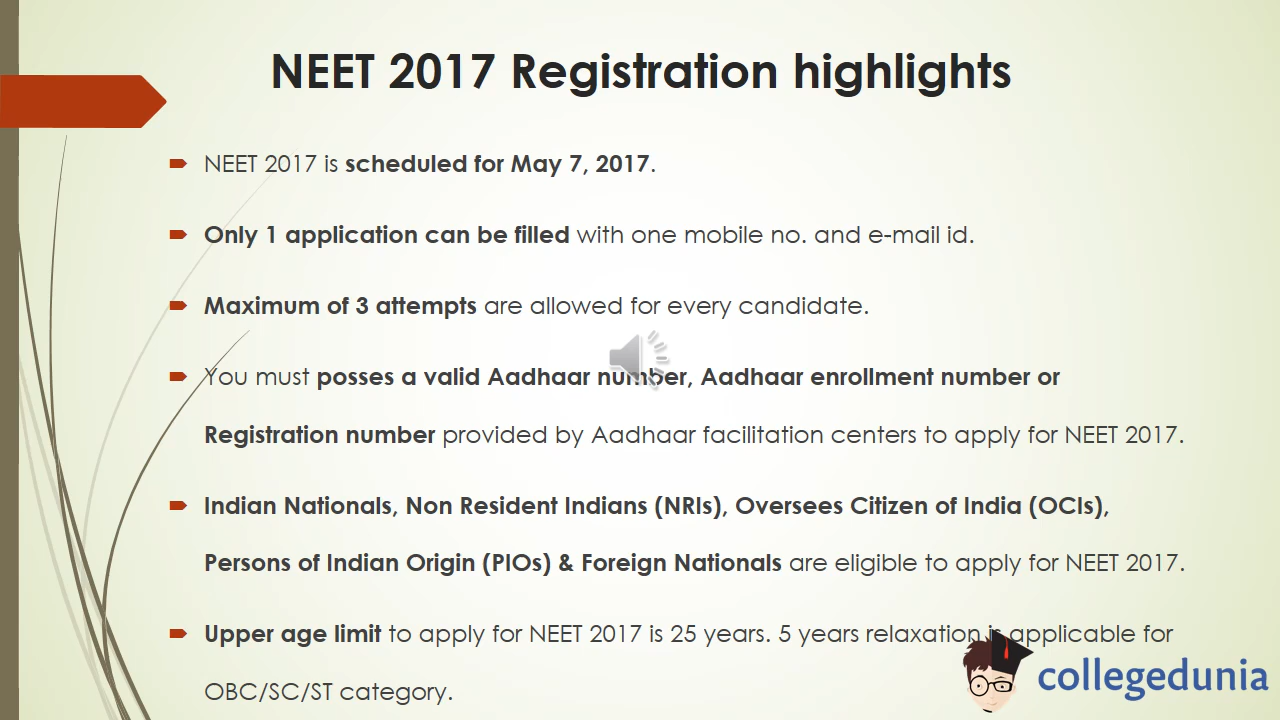 NEET 2017 Registration highlights
NEET 2017 is scheduled for May 7, 2017.
Only 1 application can be filled with one mobile no. and e-mail id.
Maximum of 3 attempts are allowed for every candidate.
You must posses a valid Aadhaar number, Aadhaar enrollment number or
Registration number provided by Aadhaar facilitation centers to apply for NEET 2017.
Indian Nationals, Non Resident Indians (NRIs), Oversees Citizen of India (OCIs),
Persons of Indian Origin (PIOs) & Foreign Nationals are eligible to apply for NEET 2017.
Upper age limit to apply for NEET 2017 is 25 years. 5 years relaxation is applicable for
OBC/SC/ST category.
collegedunia